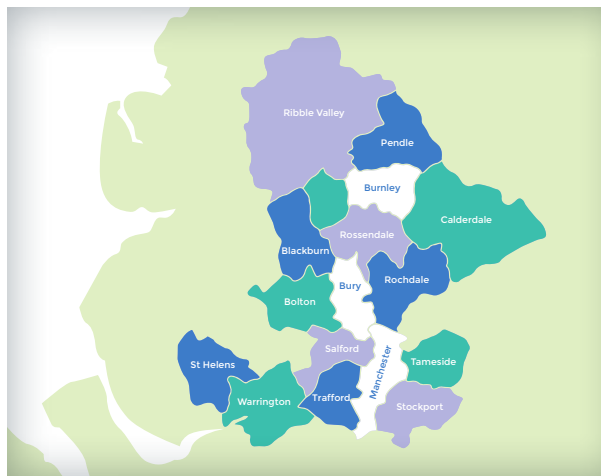 Ribble Valley
Pendle
Burnley
Calderdale
Rossendale
Blackburn
Rochdale
Bury
Bolton
Salford
Manchester
Tameside
St Helens
Trafford
Warrington
Stockport